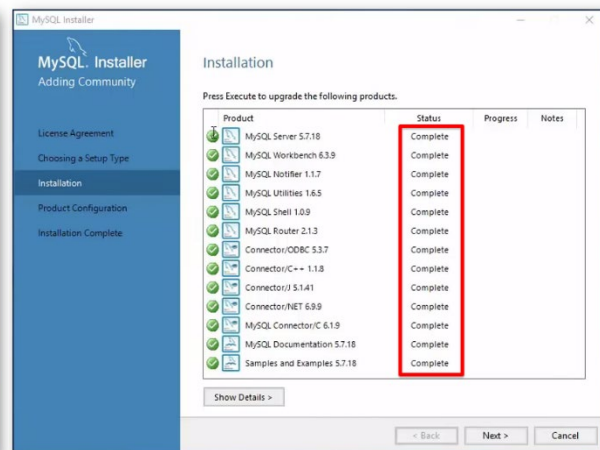 MySQL Installer
MySQL. Installer
Adding Community
License Agreement
Choosing a Setup Type
Installation
Product Configuration
Installation Complete
Installation
Press Execute to upgrade the following products.
Product Status Progress Notes
MySQL Server 5.7.18 Complete
MySQL Workbench 6.3.9 Complete
MySQL Notifier 1.1.7 Complete
MySQL Utilities 1.6.5 Complete
MySQL Shell 1.0.9 Complete
MySQL Router 2.1.3 Complete
Connector/ODBC 5.3.7 Complete
Connector/C++ 1.1.8 Complete
Connector/J 5.1.41 Complete
Connector/NET 6.9.9 Complete
MySQL Connector/C 6.1.9 Complete
MySQL Documentation 5.7.18 Complete
Samples and Examples 5.7.18 Complete
Show Details >
< Back Next > Cancel